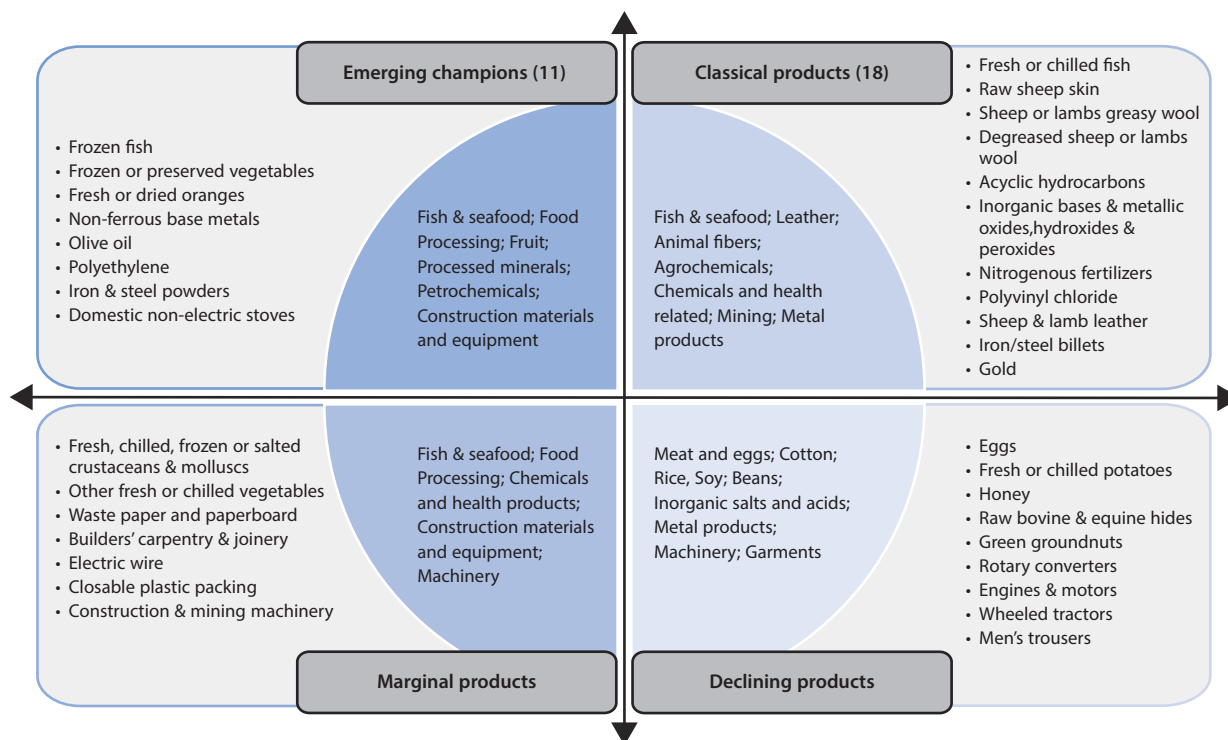 Emerging champions (11)
• Frozen fish
• Frozen or preserved vegetables
• Fresh or dried oranges
• Non-ferrous base metals
• Olive oil
• Polyethylene
• Iron & steel powders
• Domestic non-electric stoves
Fish & seafood; Food
Processing; Fruit;
Processed minerals;
Petrochemicals;
Construction materials
and equipment
Classical products (18)
Fish & seafood; Leather;
Animal fibers;
Agrochemicals;
Chemicals and health
related; Mining; Metal
products
• Fresh or chilled fish
• Raw sheep skin
• Sheep or lambs greasy wool
• Degreased sheep or lambs
wool
• Acyclic hydrocarbons
• Inorganic bases & metallic
oxides,hydroxides &
peroxides
• Nitrogenous fertilizers
• Polyvinyl chloride
• Sheep & lamb leather
• Iron/steel billets
• Gold
• Fresh, chilled, frozen or salted
crustaceans & molluscs
• Other fresh or chilled vegetables
• Waste paper and paperboard
• Builders’ carpentry & joinery
• Electric wire
• Closable plastic packing
• Construction & mining machinery
Fish & seafood; Food
Processing; Chemicals
and health products;
Construction materials
and equipment;
Machinery
Marginal products
Meat and eggs; Cotton;
Rice, Soy; Beans;
Inorganic salts and acids;
Metal products;
Machinery; Garments
• Eggs
• Fresh or chilled potatoes
• Honey
• Raw bovine & equine hides
• Green groundnuts
• Rotary converters
• Engines & motors
• Wheeled tractors
• Men’s trousers
Declining products